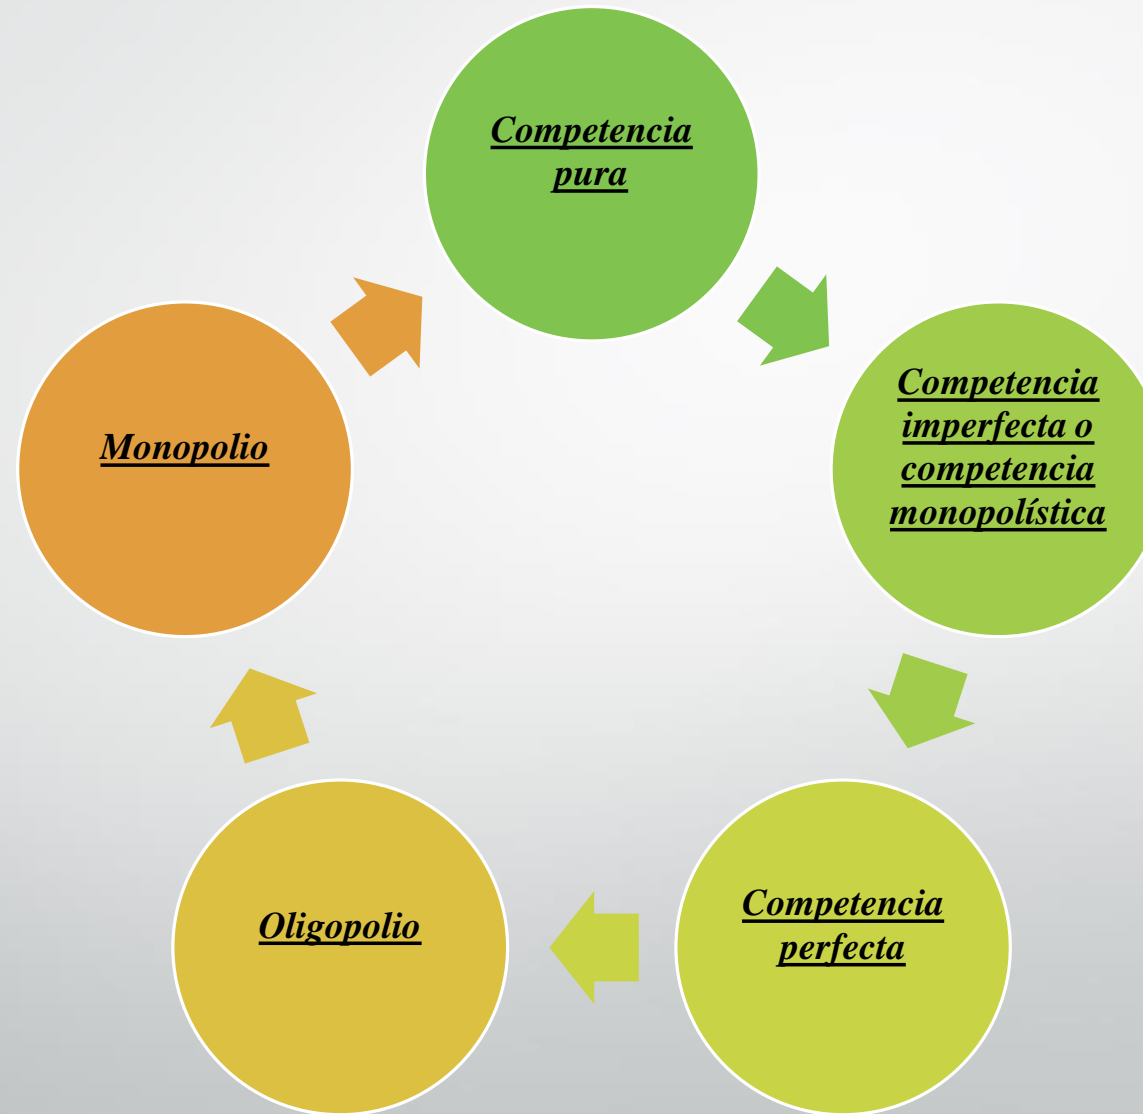 Competencia
pura
Competencia
imperfecta o
competencia
monopolística
Competencia
perfecta
Oligopolio
Monopolio